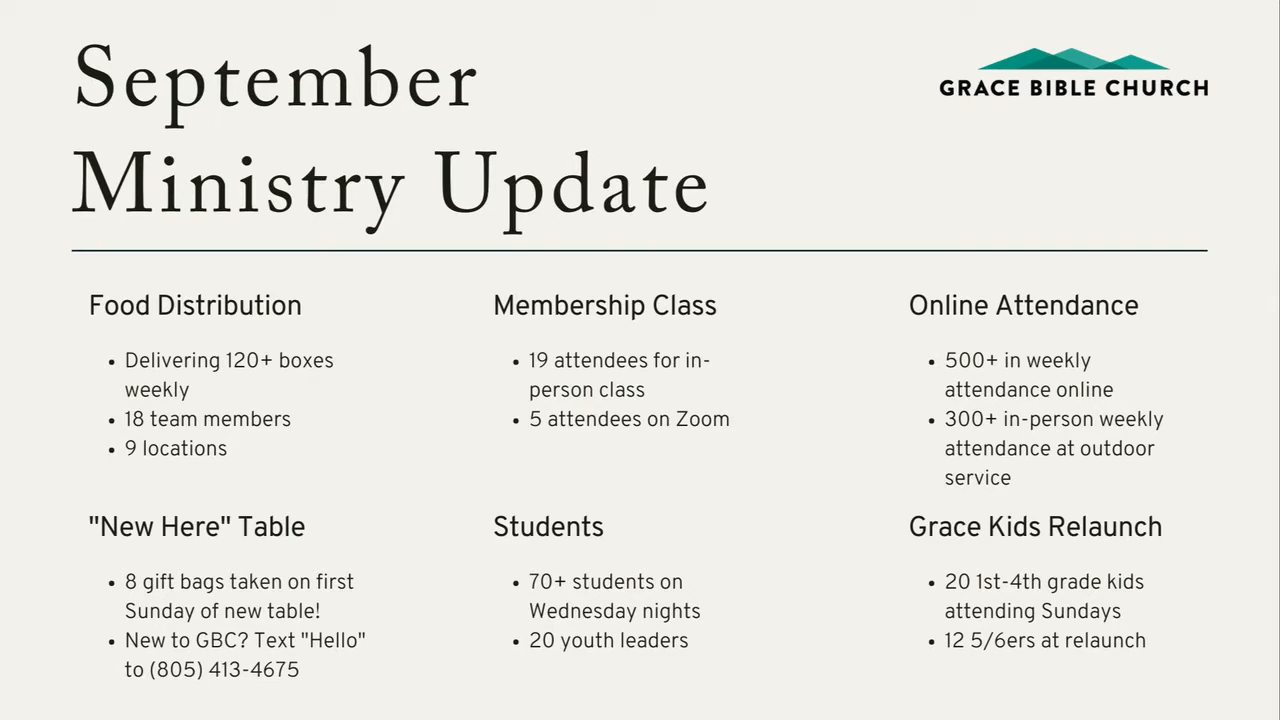 September
Ministry Update
GRACE BIBLE CHURCH
Food Distribution
• Delivering 120+ boxes
weekly
• 18 team members
• 9 locations
Membership Class
• 19 attendees for in-
person class
• 5 attendees on Zoom
Online Attendance
• 500+ in weekly
attendance online
• 300+ in-person weekly
attendance at outdoor
service
"New Here" Table
• 8 gift bags taken on first
Sunday of new table!
• New to GBC? Text "Hello"
to (805) 413-4675
Students
• 70+ students on
Wednesday nights
• 20 youth leaders
Grace Kids Relaunch
• 20 1st-4th grade kids
attending Sundays
• 12 5/6ers at relaunch